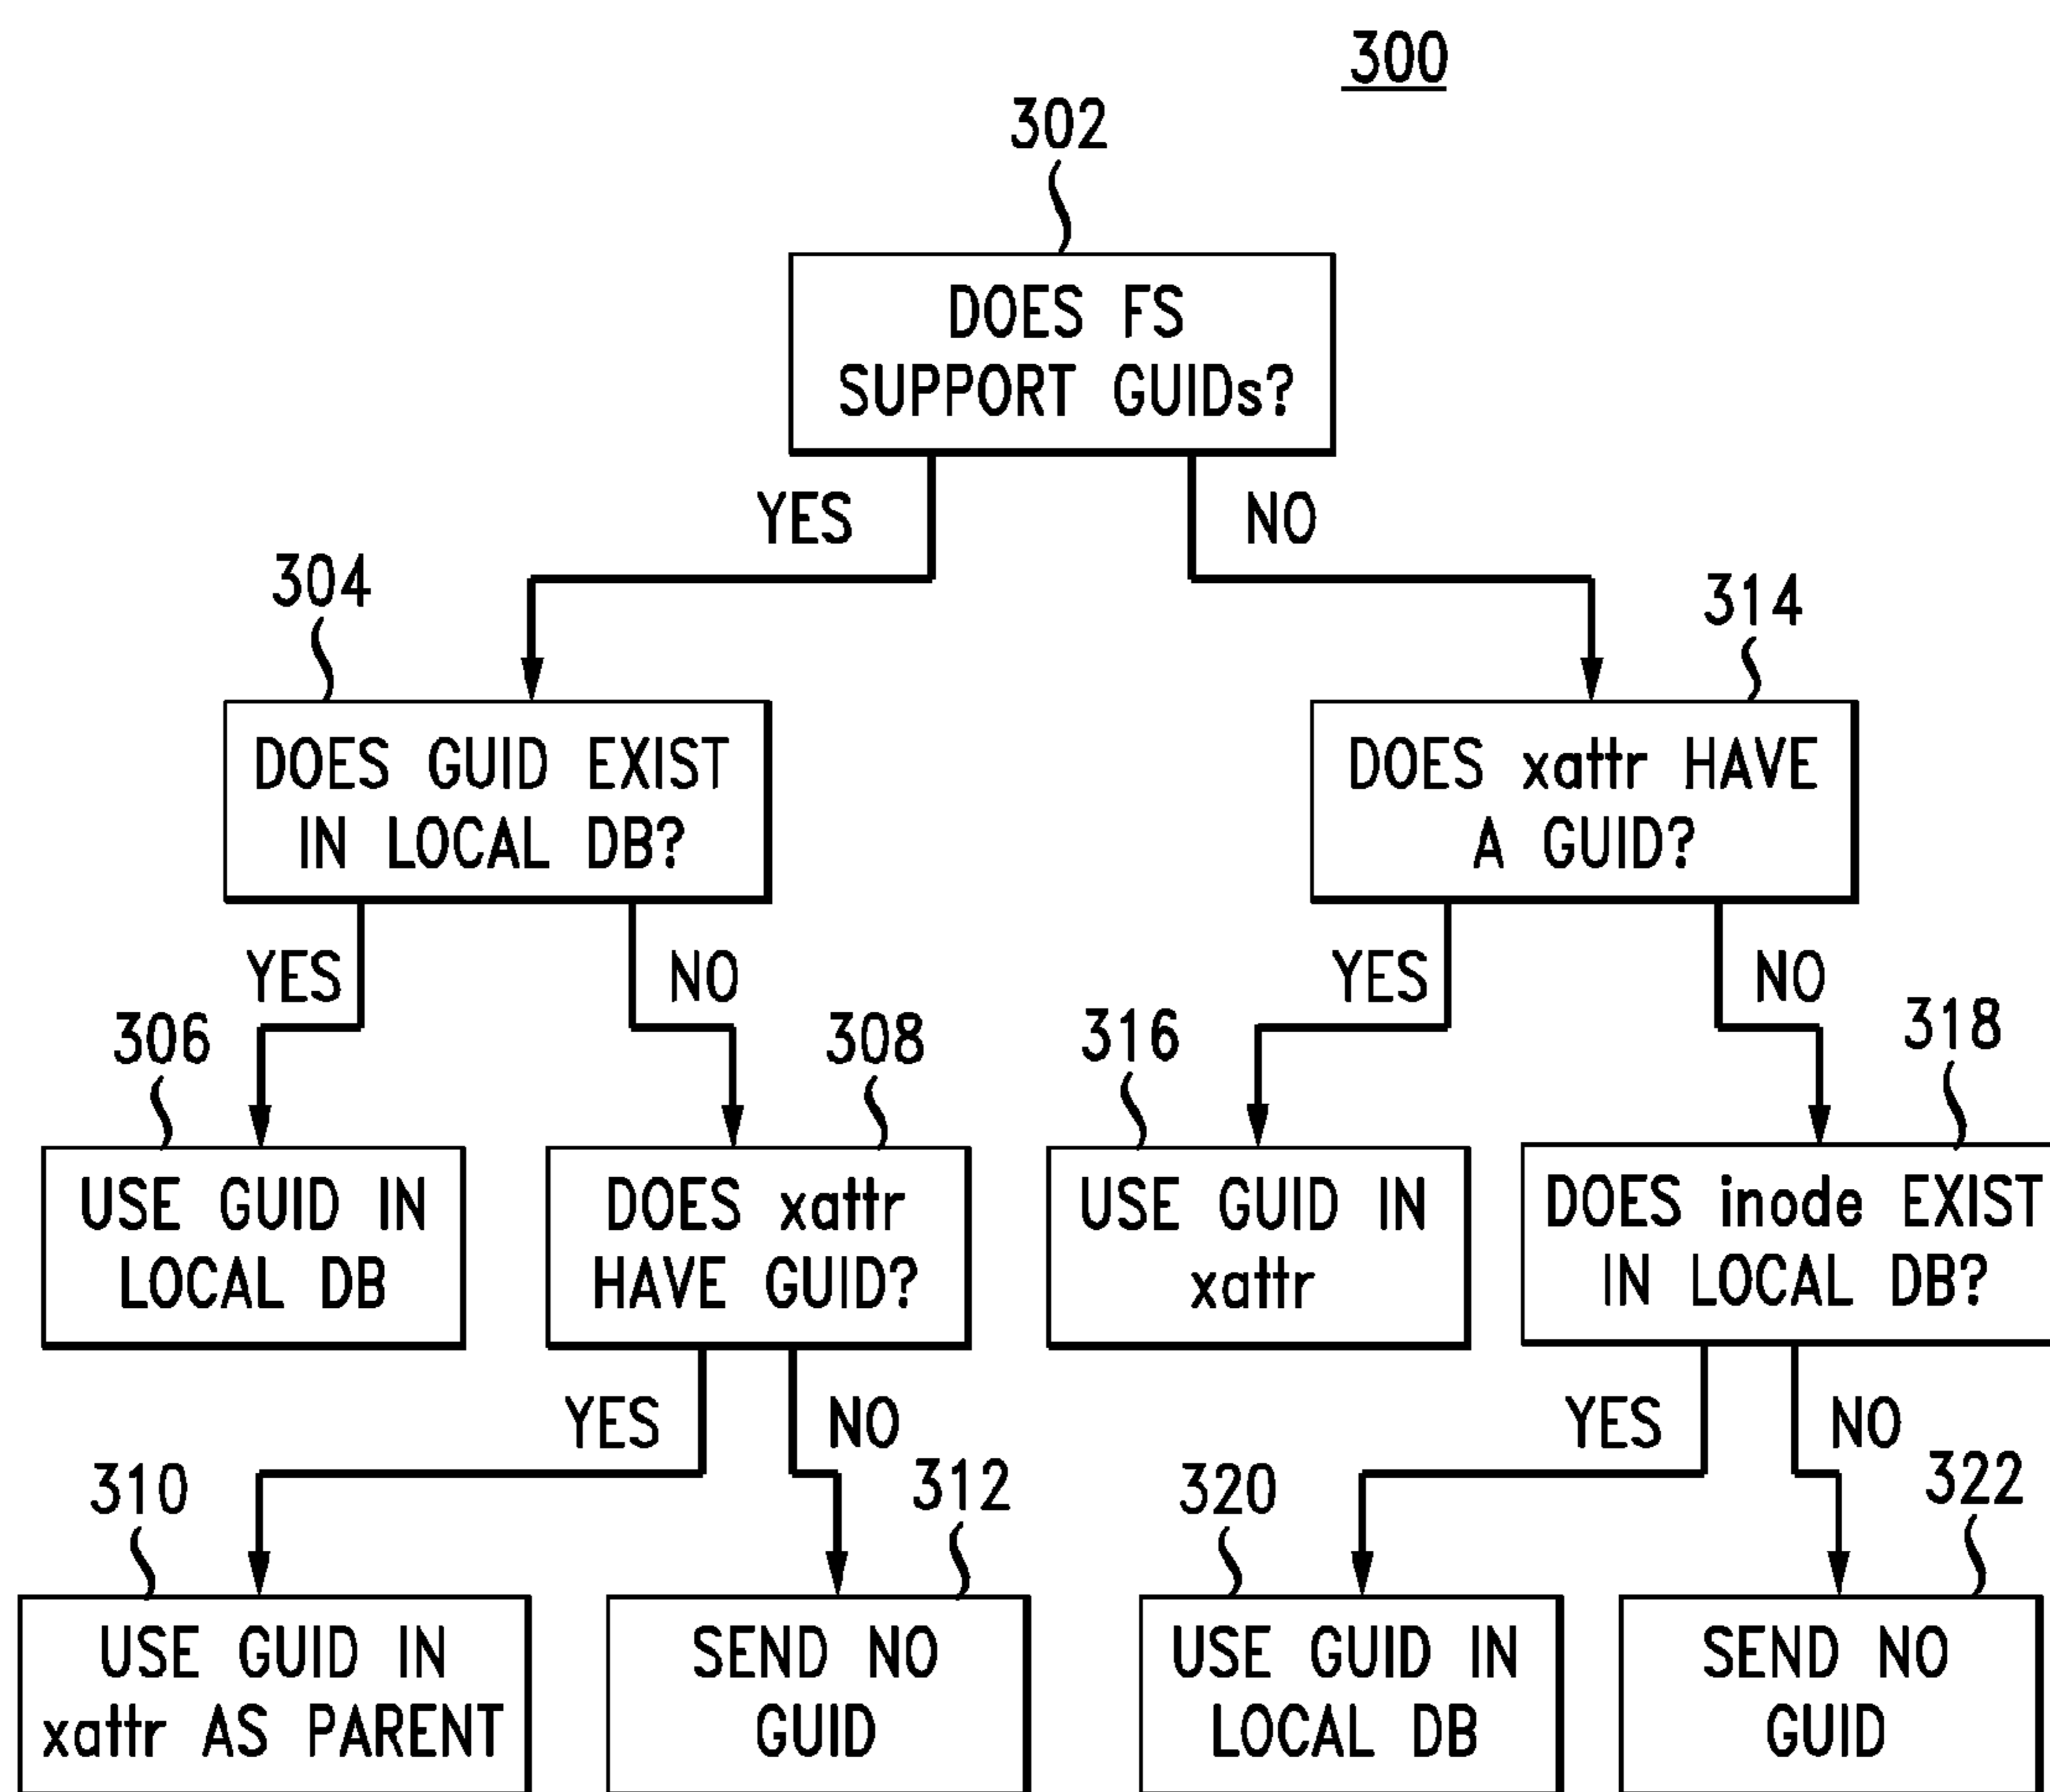 300
302
DOES FS
SUPPORT GUIDs?
YES
NO
304
314
DOES GUID EXIST
IN LOCAL DB?
DOES xattr HAVE
A GUID?
YES
NO
YES
NO
306
308
316
318
USE GUID IN
LOCAL DB
DOES xattr
HAVE GUID?
USE GUID IN
xattr
DOES inode EXIST
IN LOCAL DB?
YES
NO
YES
NO
310
312
320
322
USE GUID IN
xattr AS PARENT
SEND NO
GUID
USE GUID IN
LOCAL DB
SEND NO
GUID